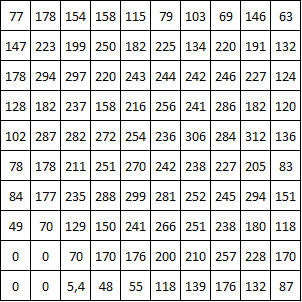 77 178 154 158 115 79 103 69 146 63
147 223 199 250 182 225 134 220 191 132
178 294 297 220 243 244 242 246 227 124
128 182 237 158 216 256 241 286 182 120
102 287 282 272 254 236 306 284 312 136
78 178 211 251 270 242 238 227 205 83
84 177 235 288 299 281 252 245 294 151
49 70 129 150 241 266 251 238 180 118
0 0 70 170 176 200 210 257 228 170
0 0 5,4 48 55 118 139 176 132 87